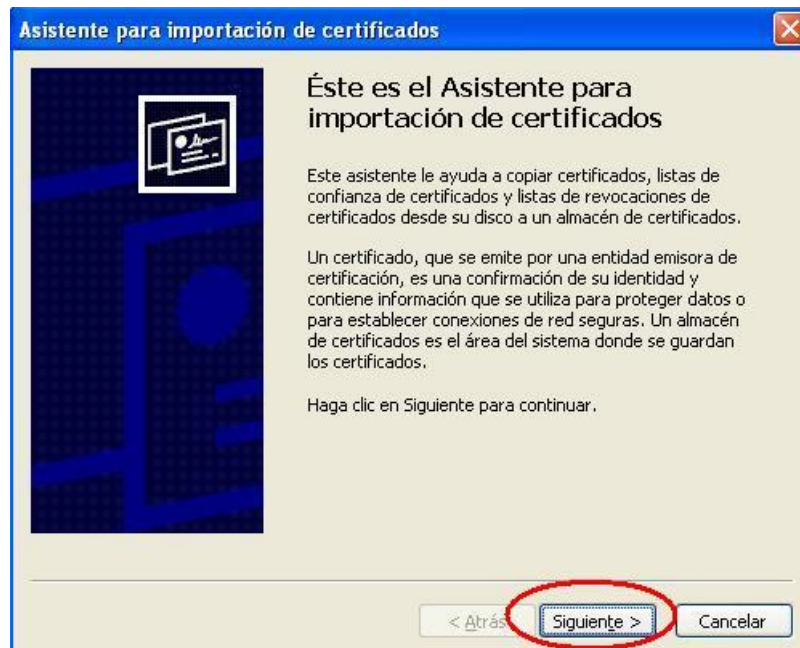 Asistente para importación de certificados
Éste es el Asistente para
importación de certificados
Este asistente le ayuda a copiar certificados, listas de
confianza de certificados y listas de revocaciones de
certificados desde su disco a un almacén de certificados.
Un certificado, que se emite por una entidad emisora de
certificación, es una confirmación de su identidad y
contiene información que se utiliza para proteger datos o
para establecer conexiones de red seguras. Un almacén
de certificados es el área del sistema donde se guardan
los certificados.
Haga clic en Siguiente para continuar.
< Atrás Siguiente > Cancelar